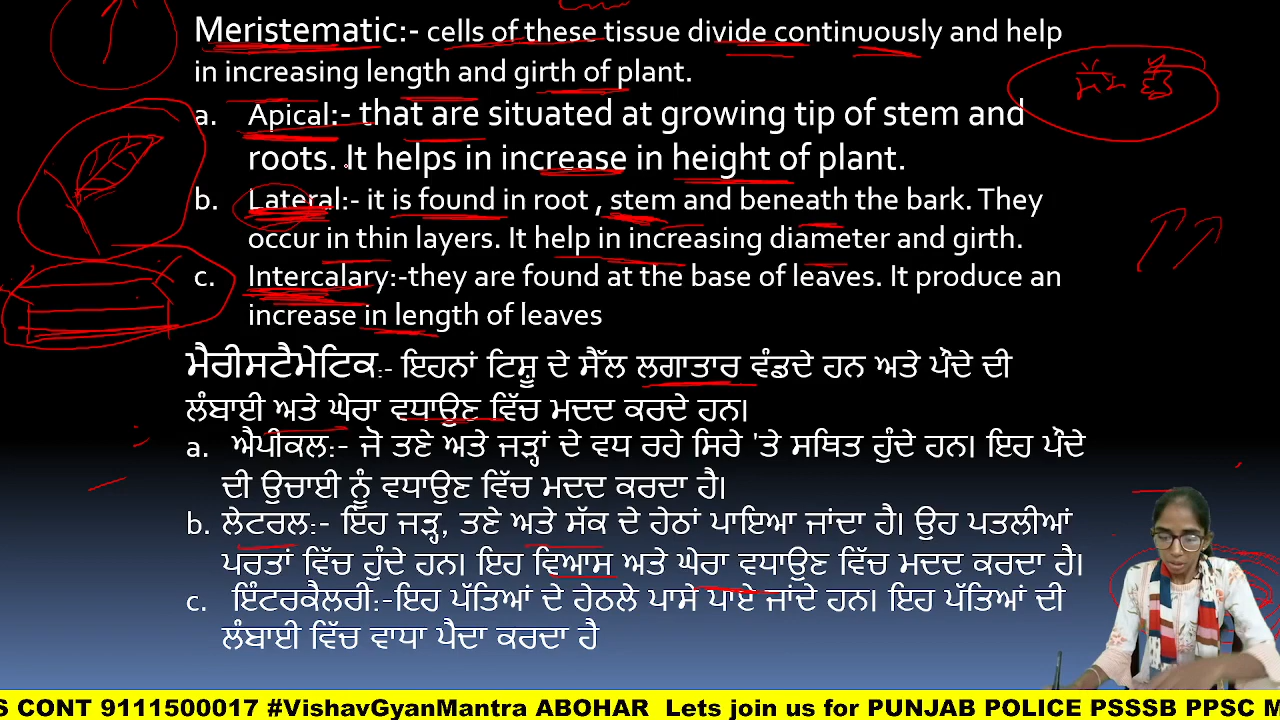 Meristematic:- cells of these tissue divide continuously and help
in increasing length and girth of plant.
a. Apical:- that are situated at growing tip of stem and
roots. It helps in increase in height of plant.
b. Lateral:- it is found in root , stem and beneath the bark. They
occur in thin layers. It help in increasing diameter and girth.
c. Intercalary:-they are found at the base of leaves. It produce an
increase in length of leaves
ਮੈਰੀਸਟੈਮੇਟਿਕ:- ਇਹਨਾਂ ਟਿਸ਼ੂ ਦੇ ਸੈੱਲ ਲਗਾਤਾਰ ਵੰਡਦੇ ਹਨ ਅਤੇ ਪੌਦੇ ਦੀ
ਲੰਬਾਈ ਅਤੇ ਘੇਰਾ ਵਧਾਉਣ ਵਿੱਚ ਮਦਦ ਕਰਦੇ ਹਨ।
a. ਐਪੀਕਲ:- ਜੋ ਤਣੇ ਅਤੇ ਜੜ੍ਹਾਂ ਦੇ ਵਧ ਰਹੇ ਸਿਰੇ 'ਤੇ ਸਥਿਤ ਹੁੰਦੇ ਹਨ। ਇਹ ਪੌਦੇ
ਦੀ ਉਚਾਈ ਨੂੰ ਵਧਾਉਣ ਵਿੱਚ ਮਦਦ ਕਰਦਾ ਹੈ।
b. ਲੇਟਰਲ:- ਇਹ ਜੜ੍ਹ, ਤਣੇ ਅਤੇ ਸੱਕ ਦੇ ਹੇਠਾਂ ਪਾਇਆ ਜਾਂਦਾ ਹੈ। ਉਹ ਪਤਲੀਆਂ
ਪਰਤਾਂ ਵਿੱਚ ਹੁੰਦੇ ਹਨ। ਇਹ ਵਿਆਸ ਅਤੇ ਘੇਰਾ ਵਧਾਉਣ ਵਿੱਚ ਮਦਦ ਕਰਦਾ ਹੈ।
c. ਇੰਟਰਕੈਲਰੀ:-ਇਹ ਪੱਤਿਆਂ ਦੇ ਹੇਠਲੇ ਪਾਸੇ ਪਾਏ ਜਾਂਦੇ ਹਨ। ਇਹ ਪੱਤਿਆਂ ਦੀ
ਲੰਬਾਈ ਵਿੱਚ ਵਾਧਾ ਪੈਦਾ ਕਰਦਾ ਹੈ
S CONT 9111500017 #VishavGyanMantra ABOHAR Lets join us for PUNJAB POLICE PSSSB PPSC M